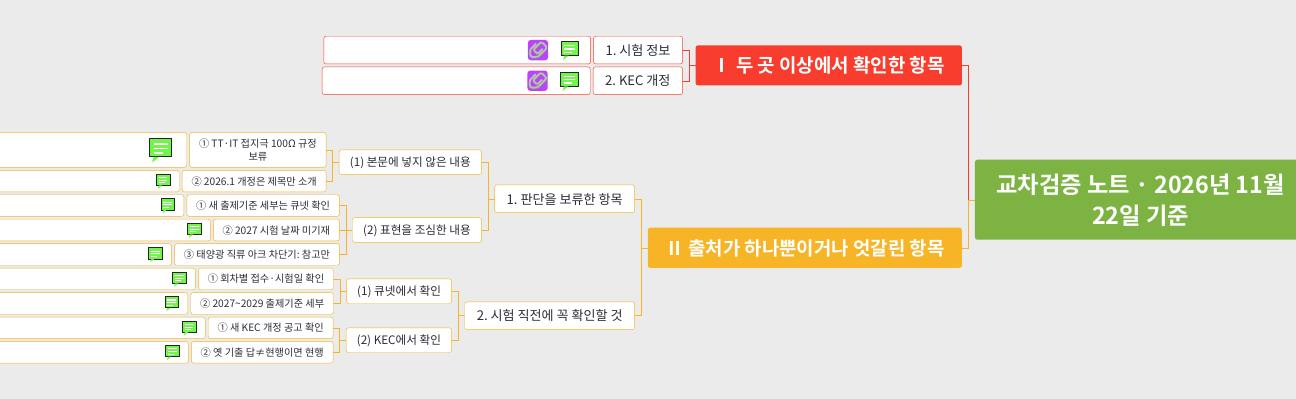 교차검증 노트 · 2026년 11월
22일 기준
Ⅰ 두 곳 이상에서 확인한 항목
1. 시험 정보
2. KEC 개정
Ⅱ 출처가 하나뿐이거나 엇갈린 항목
1. 판단을 보류한 항목
(1) 본문에 넣지 않은 내용
① TT·IT 접지극 100Ω 규정
보류
② 2026.1 개정은 제목만 소개
(2) 표현을 조심한 내용
① 새 출제기준 세부는 큐넷 확인
② 2027 시험 날짜 미기재
③ 태양광 직류 아크 차단기: 참고만
2. 시험 직전에 꼭 확인할 것
(1) 큐넷에서 확인
① 회차별 접수·시험일 확인
② 2027~2029 출제기준 세부
(2) KEC에서 확인
① 새 KEC 개정 공고 확인
② 옛 기출 답≠현행이면 현행